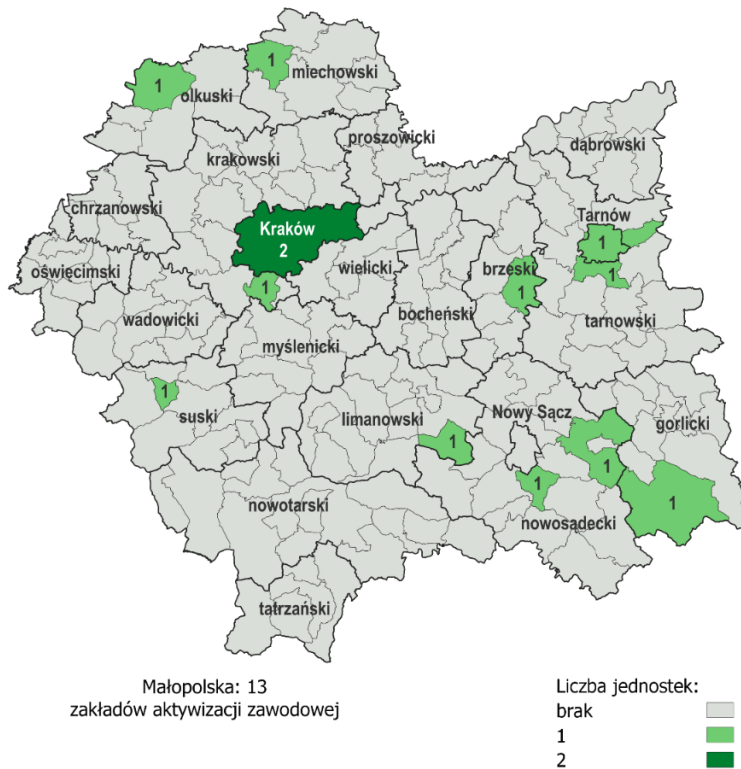 1
miechowski
1
olkuski
proszowicki
dąbrowski
krakowski
chrzanowski
Tarnów
Kraków
2
1
oświęcimski
wielicki
brzeski
1
1
1
wadowicki
bocheński
tarnowski
myślenicki
1
suski
limanowski
Nowy Sącz
gorlicki
1
1
1
1
nowotarski
nowosądecki
tatrzański
Małopolska: 13
zakładów aktywizacji zawodowej
Liczba jednostek:
brak
1
2